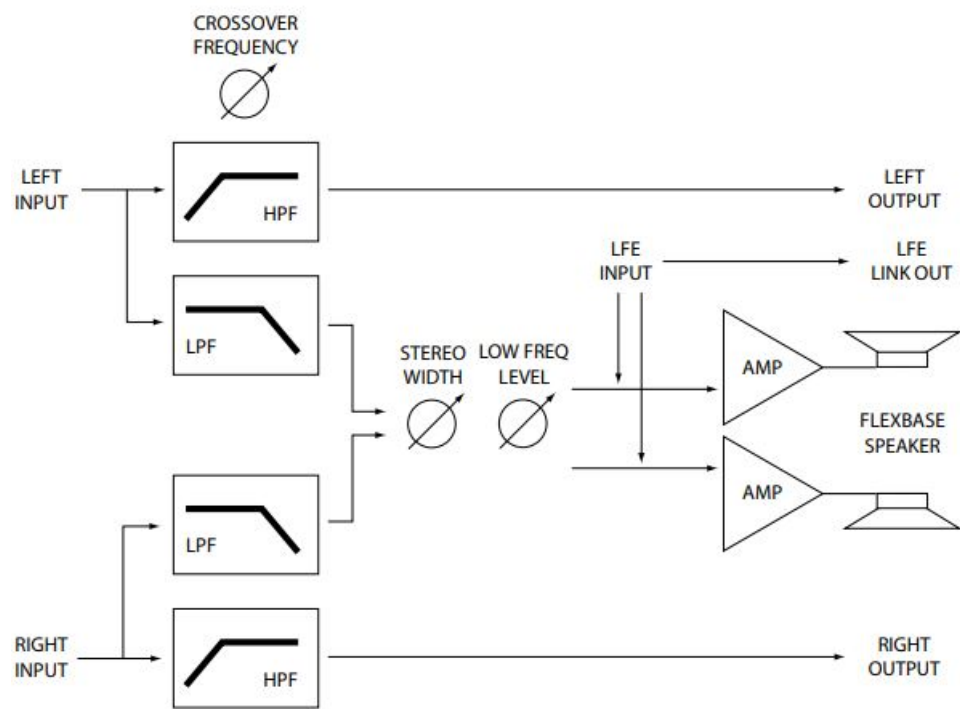 CROSSOVER
FREQUENCY
LEFT
INPUT
HPF
LEFT
OUTPUT
LFE
INPUT
LFE
LINK OUT
LPF
STEREO
WIDTH
LOW FREQ
LEVEL
AMP
FLEXBASE
SPEAKER
AMP
LPF
RIGHT
INPUT
HPF
RIGHT
OUTPUT